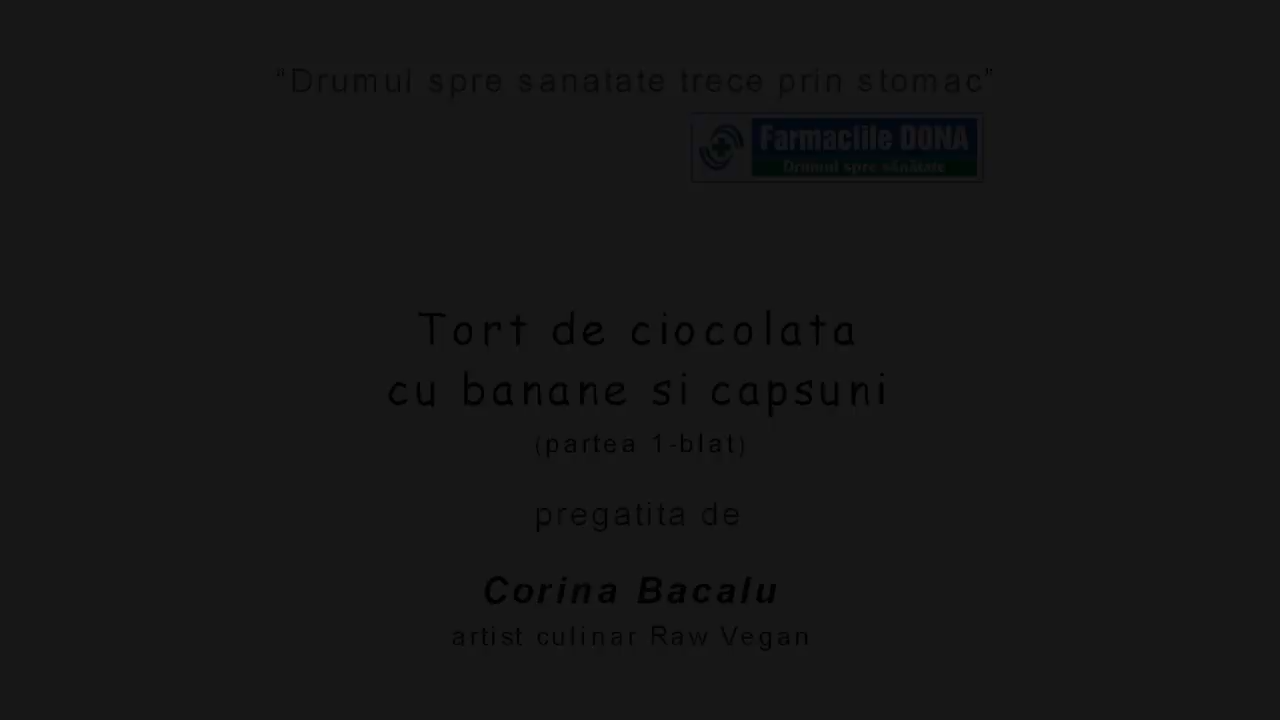 “Drumul spre sanatate trece prin stomac”
Farmaciile DONA
Drumul spre sănătate
Tort de ciocolata
cu banane si capsuni
(partea 1-blat)
pregatita de
Corina Bacalu
artist culinar Raw Vegan